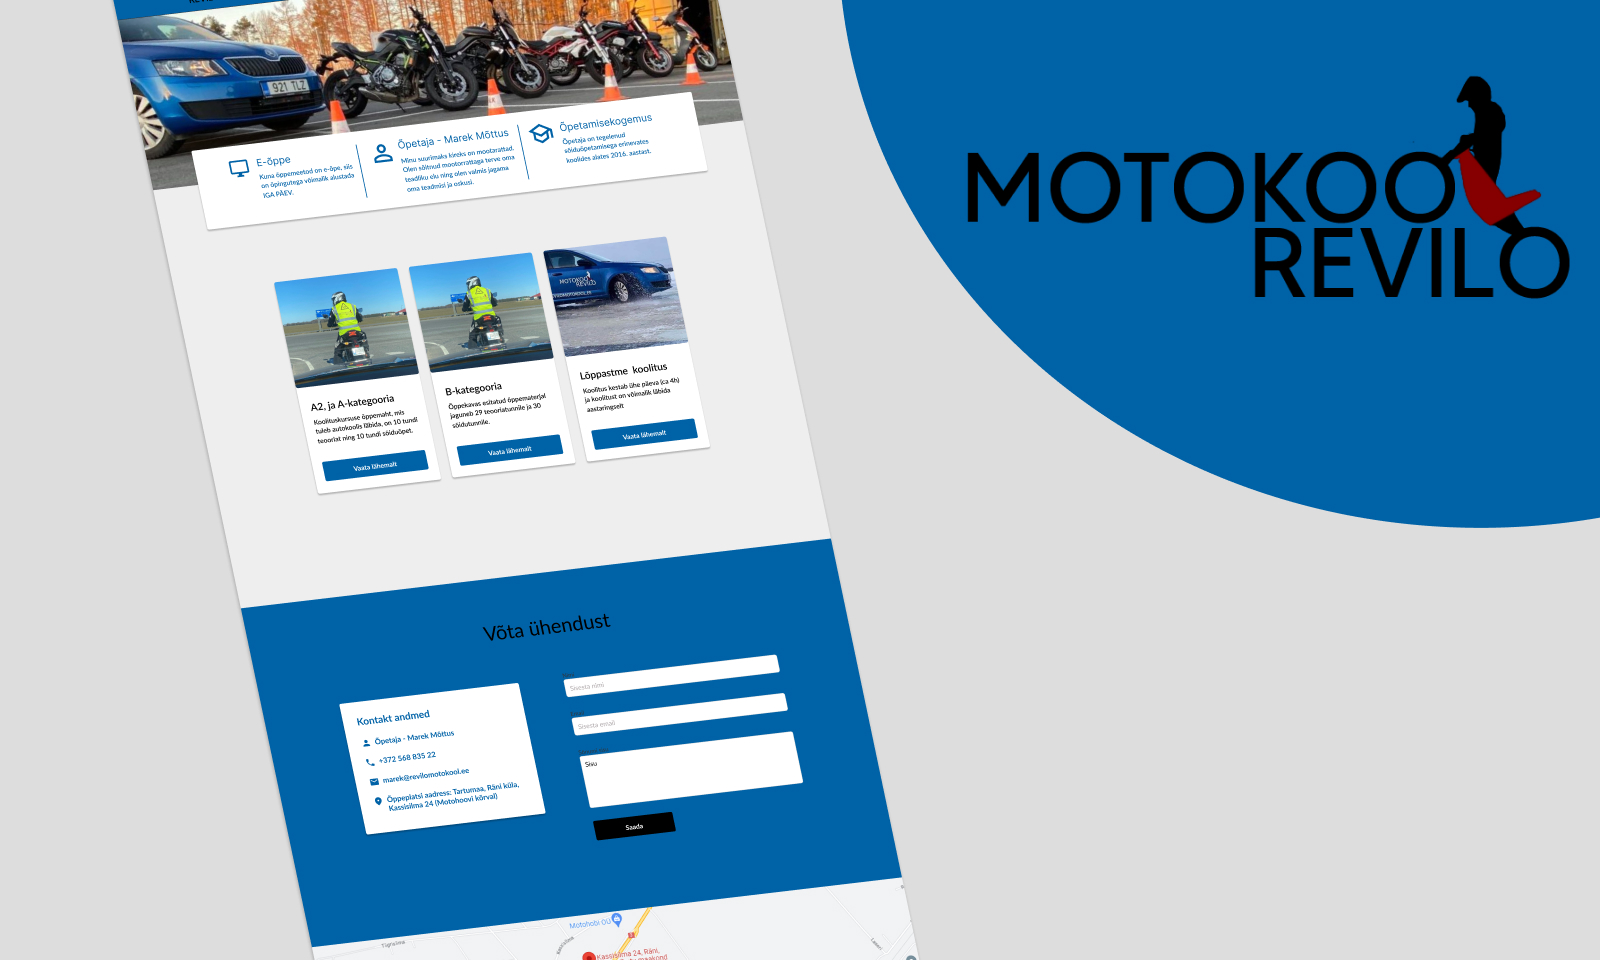 921 TLZ
E-õppe
Kuna õppemeetod on e-õpe, siis
on õpingutega võimalik alustada
IGA PÄEV.
Õpetaja - Marek Mõttus
Minu suurimaks kireks on mootarattad.
Olen sõitnud mootorrattaga terve oma
teadliku elu ning olen valmis jagama
oma teadmisi ja oskusi.
Õpetamisekogemus
Õpetaja on tegelenud
sõiduõpetamisega erinevates
koolides alates 2016. aastast.
MOTOKOOL
REVILO
MOTOKOOL
REVILO
A2, ja A-kategooria
Koolituskursuse õppemaht, mis
tuleb autokoolis läbida, on 10 tundi
teooriat ning 10 tundi sõiduõpet.
Vaata lähemalt
B-kategooria
Õppekavas esitatud õppematerjal
jaguneb 29 teooriatunnile ja 30
sõidutunnile.
Vaata lähemalt
Lõppastme koolitus
Koolitus kestab ühe päeva (ca 4h)
ja koolitust on võimalik läbida
aastaringselt
Vaata lähemalt
Võta ühendust
Kontakt andmed
Õpetaja - Marek Mõttus
+372 568 835 22
marek@revilomotokool.ee
Õppeplatsi aadress: Tartumaa, Räni küla,
Kassisilma 24 (Motohoovi kõrval)
Sisesta nimi
Sisesta email
Sisu
Saada
Motohobi OÜ
Kassisilma 24, Räni,